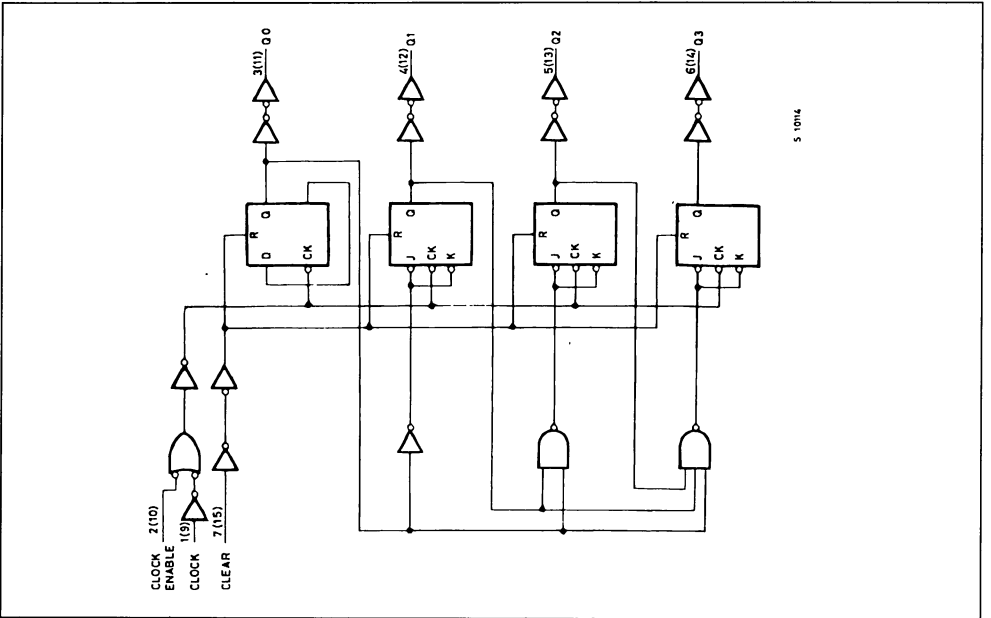 3(11) Q0
4(12) Q1
5(13) Q2
6(14) Q3
S 10114
Q
R
D
CK
Q
R
J
CK
K
Q
R
J
CK
K
Q
R
J
CK
K
CLOCK ENABLE 2(10)
CLOCK 1(9)
CLEAR 7(15)